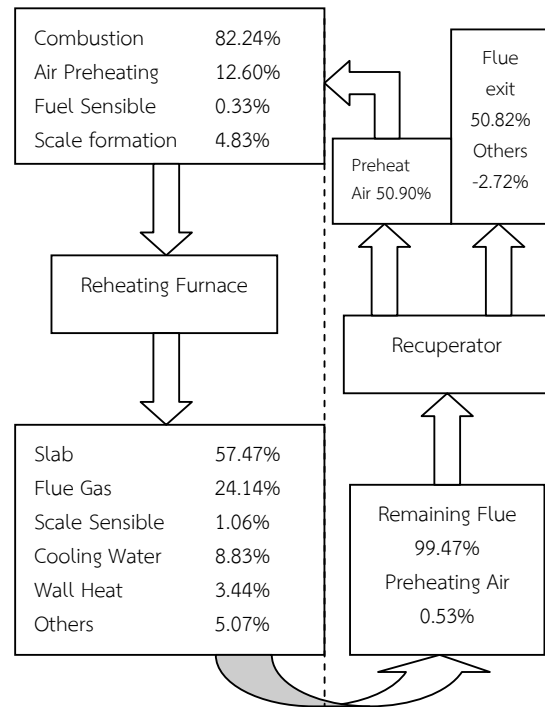 Combustion 82.24%
Air Preheating 12.60%
Fuel Sensible 0.33%
Scale formation 4.83%
Reheating Furnace
Slab 57.47%
Flue Gas 24.14%
Scale Sensible 1.06%
Cooling Water 8.83%
Wall Heat 3.44%
Others 5.07%
Flue
exit
50.82%
Others
-2.72%
Preheat
Air 50.90%
Recuperator
Remaining Flue
99.47%
Preheating Air
0.53%